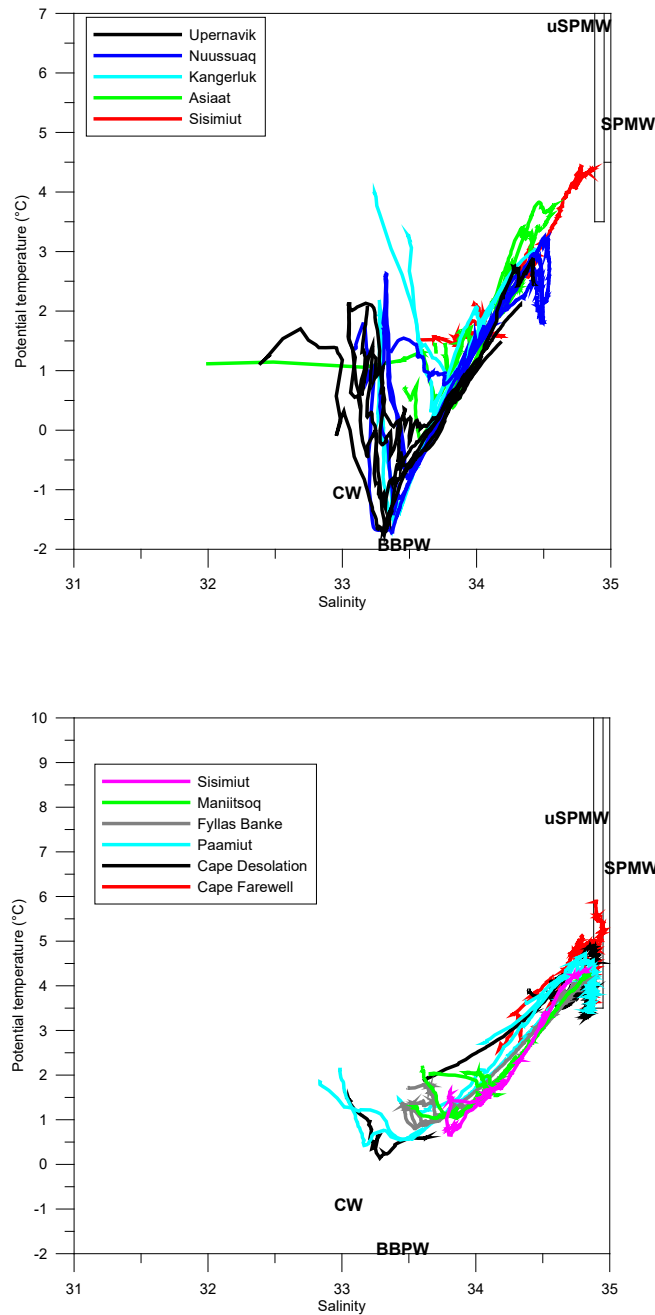 7
6
5
4
3
2
1
0
-1
-2
Potential temperature (°C)
Upernavik
Nuussuaq
Kangerluk
Asiaat
Sisimiut
uSPMW
SPMW
CW
BBPW
31 32 33 34 35
Salinity
10
9
8
7
6
5
4
3
2
1
0
-1
-2
Potential temperature (°C)
Sisimiut
Maniitsoq
Fyllas Banke
Paamiut
Cape Desolation
Cape Farewell
uSPMW
SPMW
CW
BBPW
31 32 33 34 35
Salinity